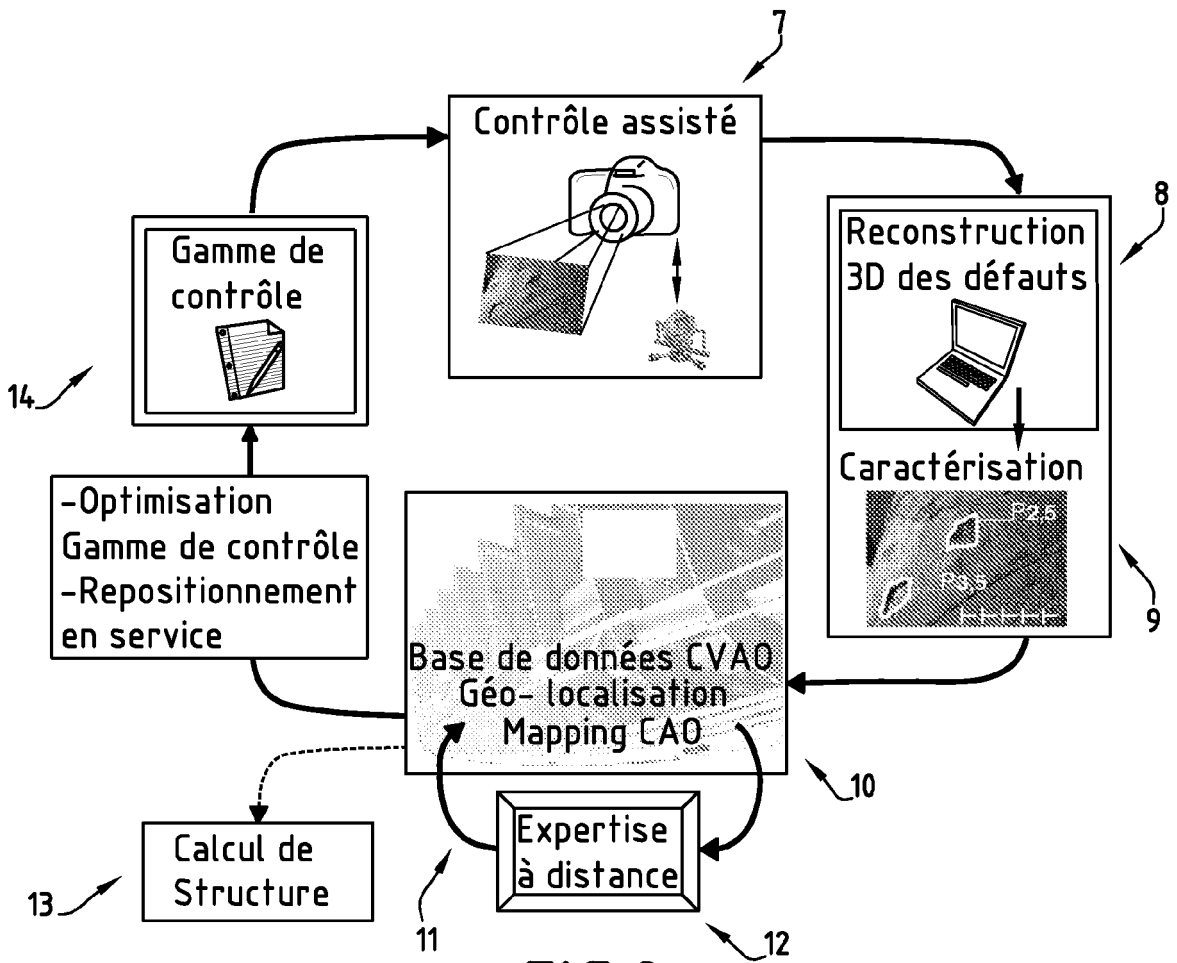 7
Contrôle assisté
8
Reconstruction
3D des défauts
Gamme de
contrôle
14
Caractérisation
P2,5
P3,5
9
-Optimisation
Gamme de contrôle
-Repositionnement
en service
Base de données CVAO
Géo- localisation
Mapping CAO
10
Calcul de
Structure
13
Expertise
à distance
11
12